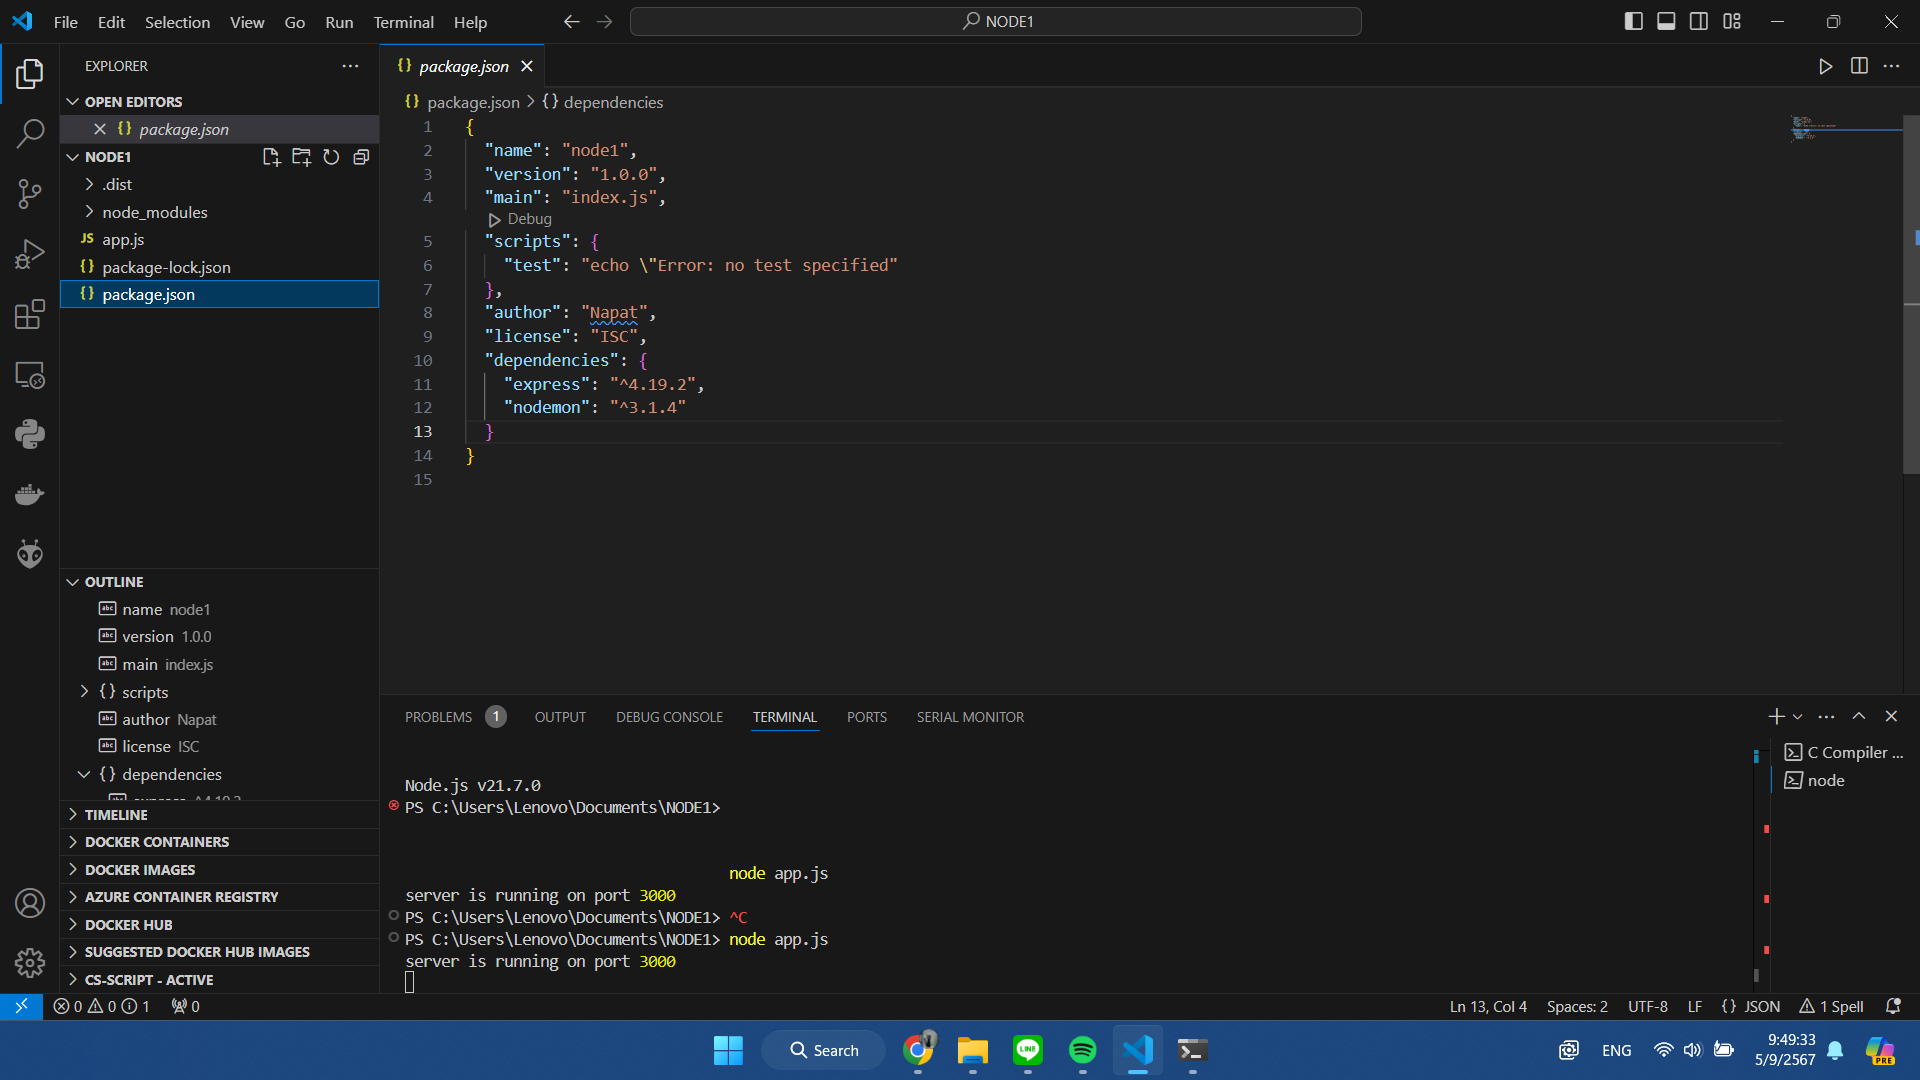 File Edit Selection View Go Run Terminal Help
NODE1
EXPLORER
OPEN EDITORS
package.json
NODE1
.dist
node_modules
JS app.js
{} package-lock.json
{} package.json
OUTLINE
name node1
version 1.0.0
main index.js
{} scripts
author Napat
license ISC
{} dependencies
express ^4.19.2
TIMELINE
DOCKER CONTAINERS
DOCKER IMAGES
AZURE CONTAINER REGISTRY
DOCKER HUB
SUGGESTED DOCKER HUB IMAGES
CS-SCRIPT - ACTIVE
{} package.json
{} package.json > {} dependencies
1 {
2 "name": "node1",
3 "version": "1.0.0",
4 "main": "index.js",
Debug
5 "scripts": {
6 "test": "echo \"Error: no test specified"
7 },
8 "author": "Napat",
9 "license": "ISC",
10 "dependencies": {
11 "express": "^4.19.2",
12 "nodemon": "^3.1.4"
13 }
14 }
15
PROBLEMS 1 OUTPUT DEBUG CONSOLE TERMINAL PORTS SERIAL MONITOR
Node.js v21.7.0
PS C:\Users\Lenovo\Documents\NODE1>
node app.js
server is running on port 3000
PS C:\Users\Lenovo\Documents\NODE1> ^C
PS C:\Users\Lenovo\Documents\NODE1> node app.js
server is running on port 3000
C Compiler ...
node
0 0 1 0
Ln 13, Col 4 Spaces: 2 UTF-8 LF {} JSON 1 Spell
Search
LINE
ENG
9:49:33
5/9/2567
PRE